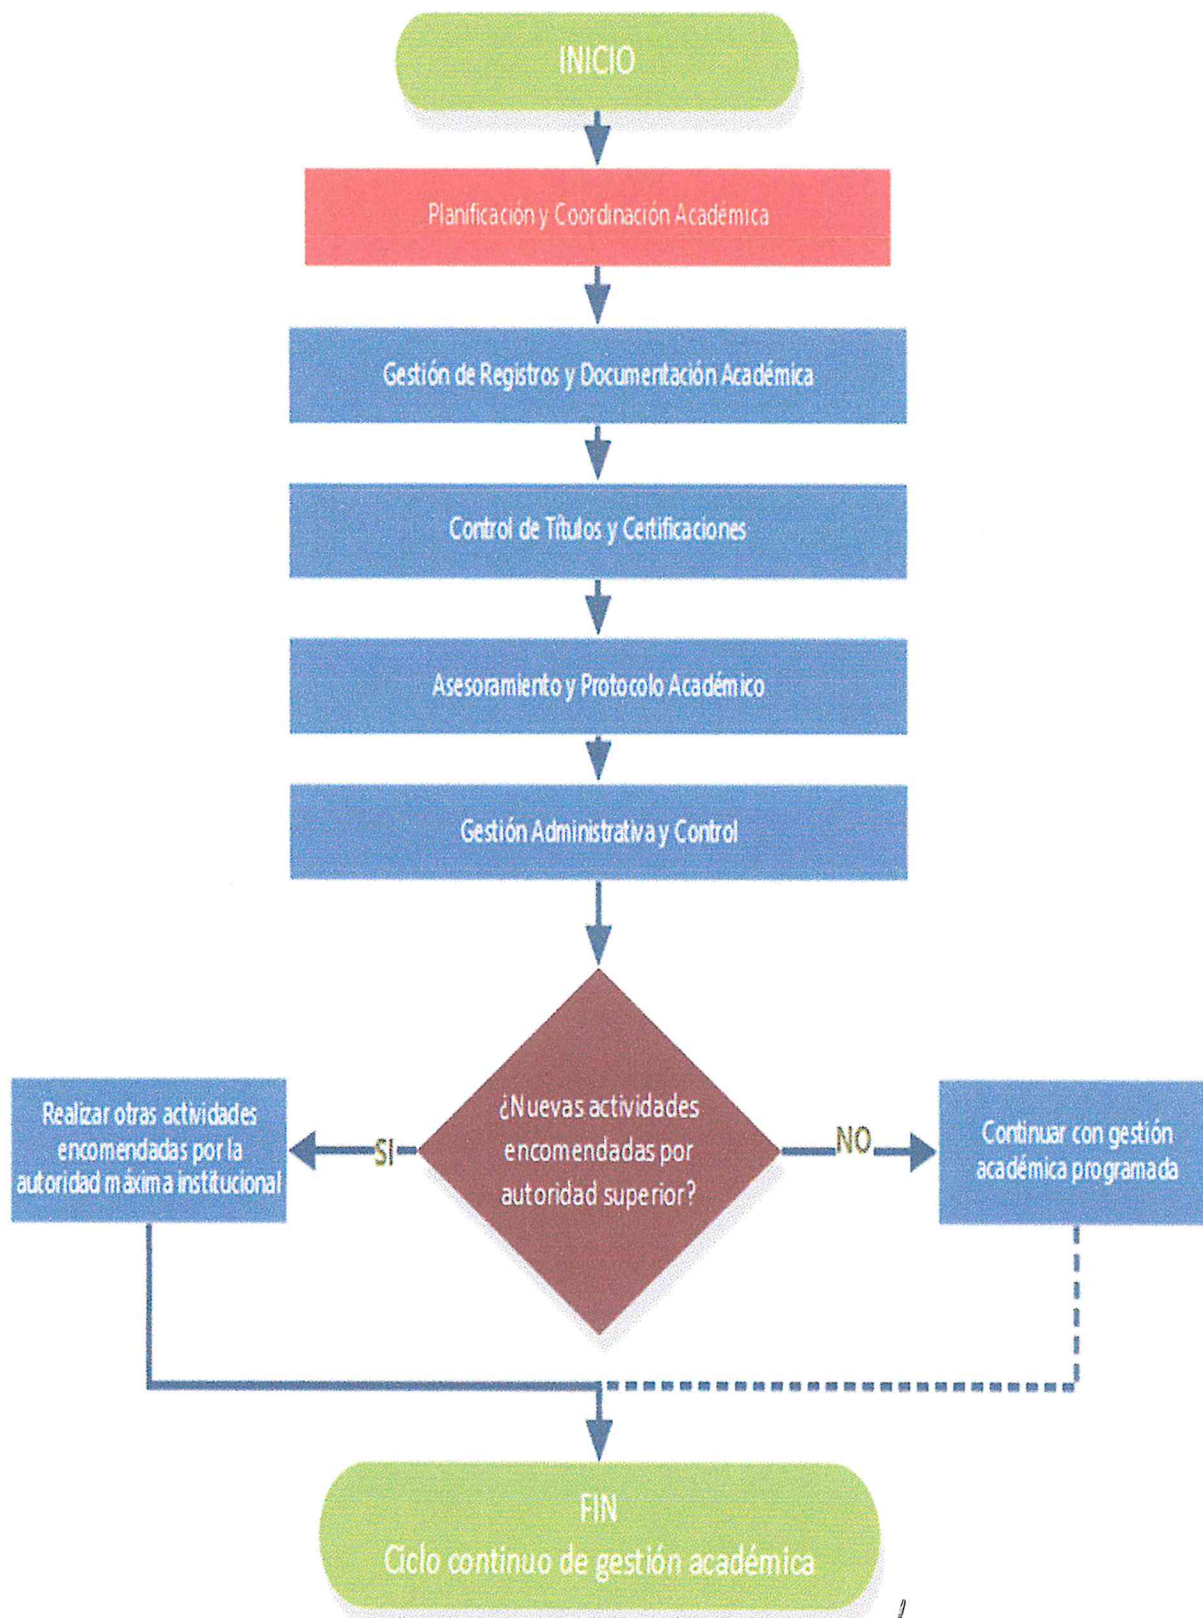 INICIO
Planificación y Coordinación Académica
Gestión de Registros y Documentación Académica
Control de Títulos y Certificaciones
Asesoramiento y Protocolo Académico
Gestión Administrativa y Control
¿Nuevas actividades
encomendadas por
autoridad superior?
SI
NO
Realizar otras actividades
encomendadas por la
autoridad máxima institucional
Continuar con gestión
académica programada
FIN
Ciclo continuo de gestión académica